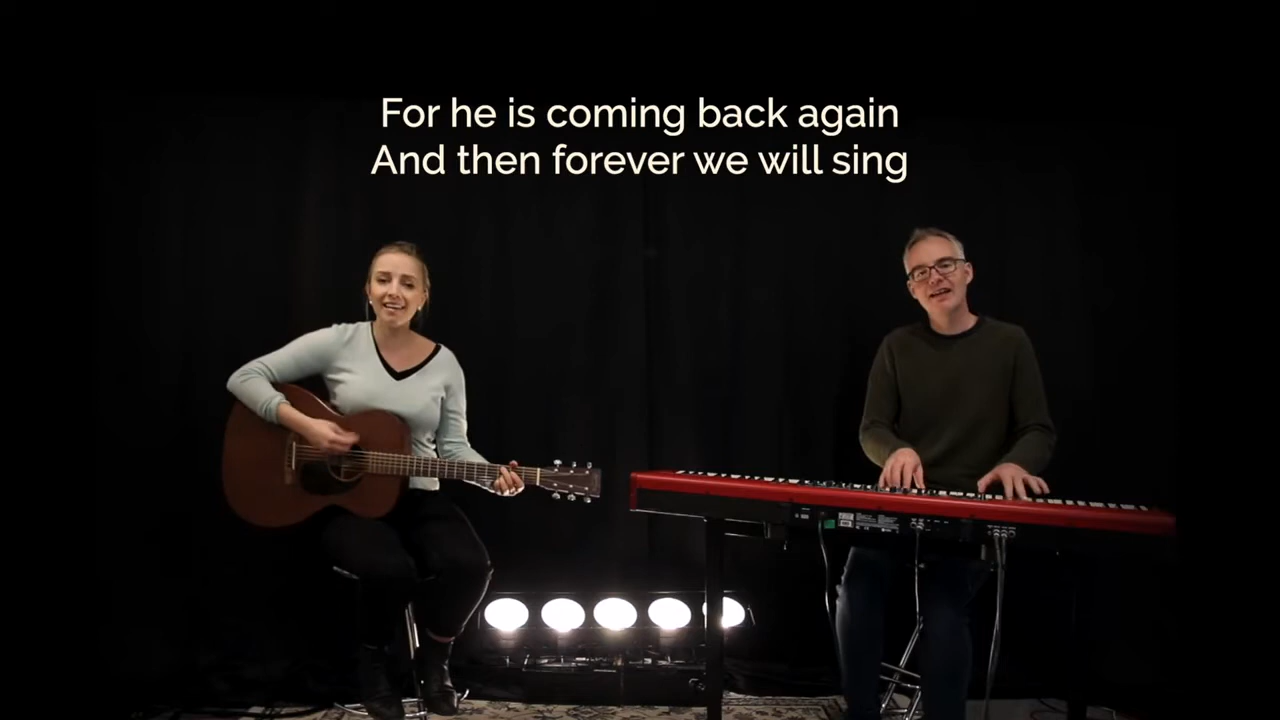 For he is coming back again
And then forever we will sing